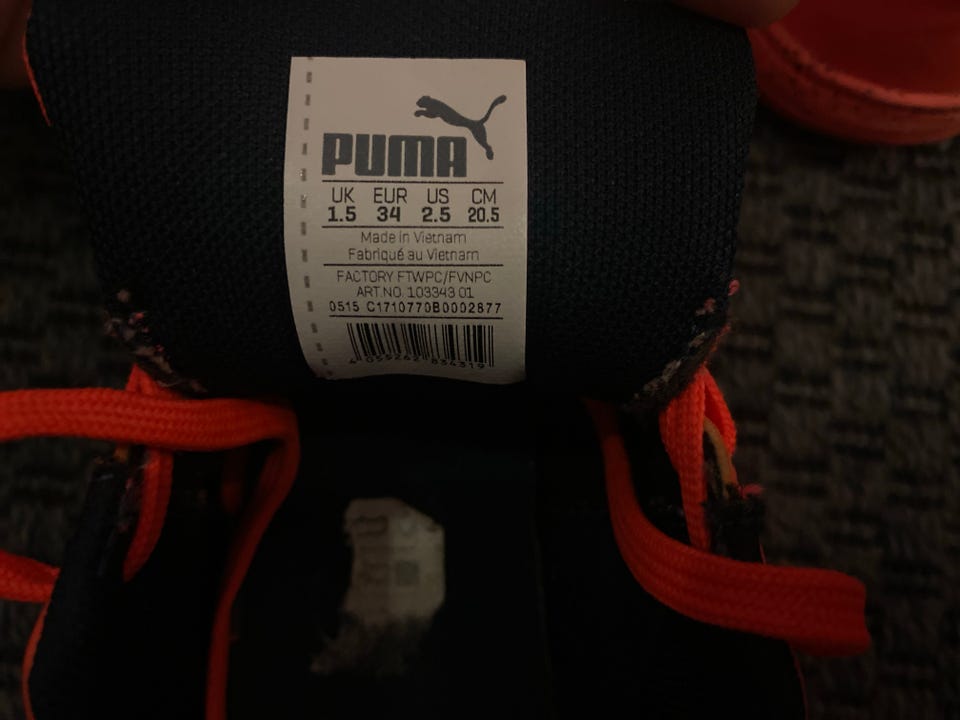 PUMA
UK EUR US CM
1.5 34 2.5 20.5
Made in Vietnam
Fabriqué au Vietnam
FACTORY FTWPC/FVNPC
ART.NO. 103343 01
0515 C1710770B0002877